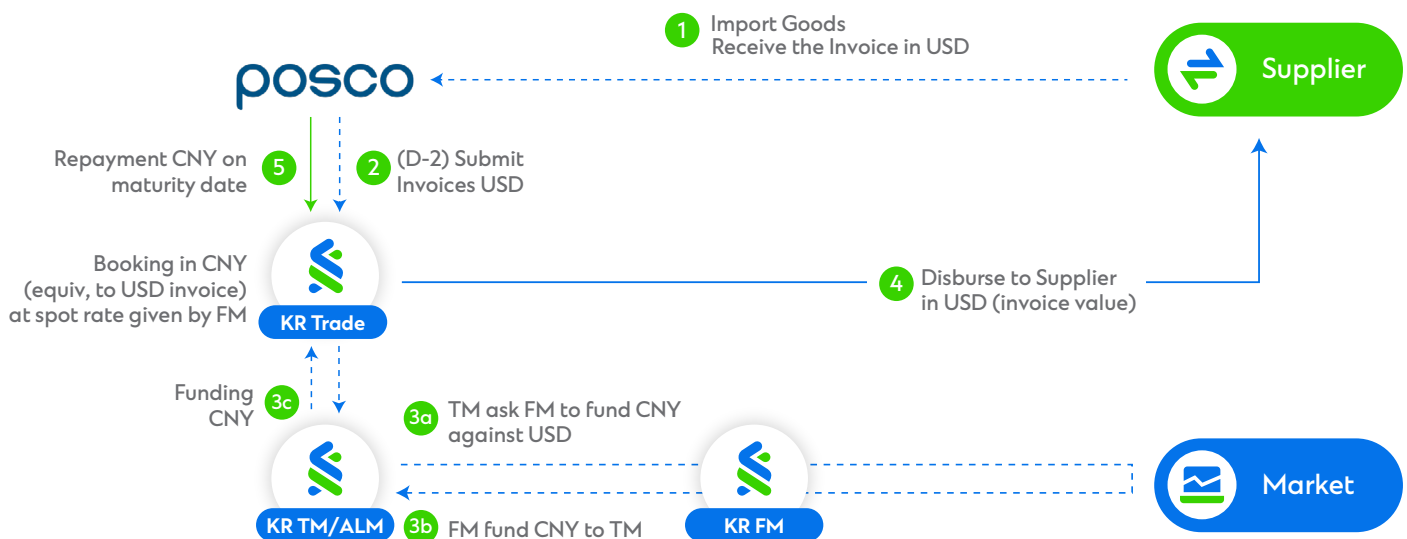 1
Import Goods
Receive the Invoice in USD
posco
Supplier
Repayment CNY on
maturity date
5
2
(D-2) Submit
Invoices USD
Booking in CNY
(equiv, to USD invoice)
at spot rate given by FM
KR Trade
4
Disburse to Supplier
in USD (invoice value)
Funding
CNY
3c
3a
TM ask FM to fund CNY
against USD
Market
KR TM/ALM
3b
FM fund CNY to TM
KR FM